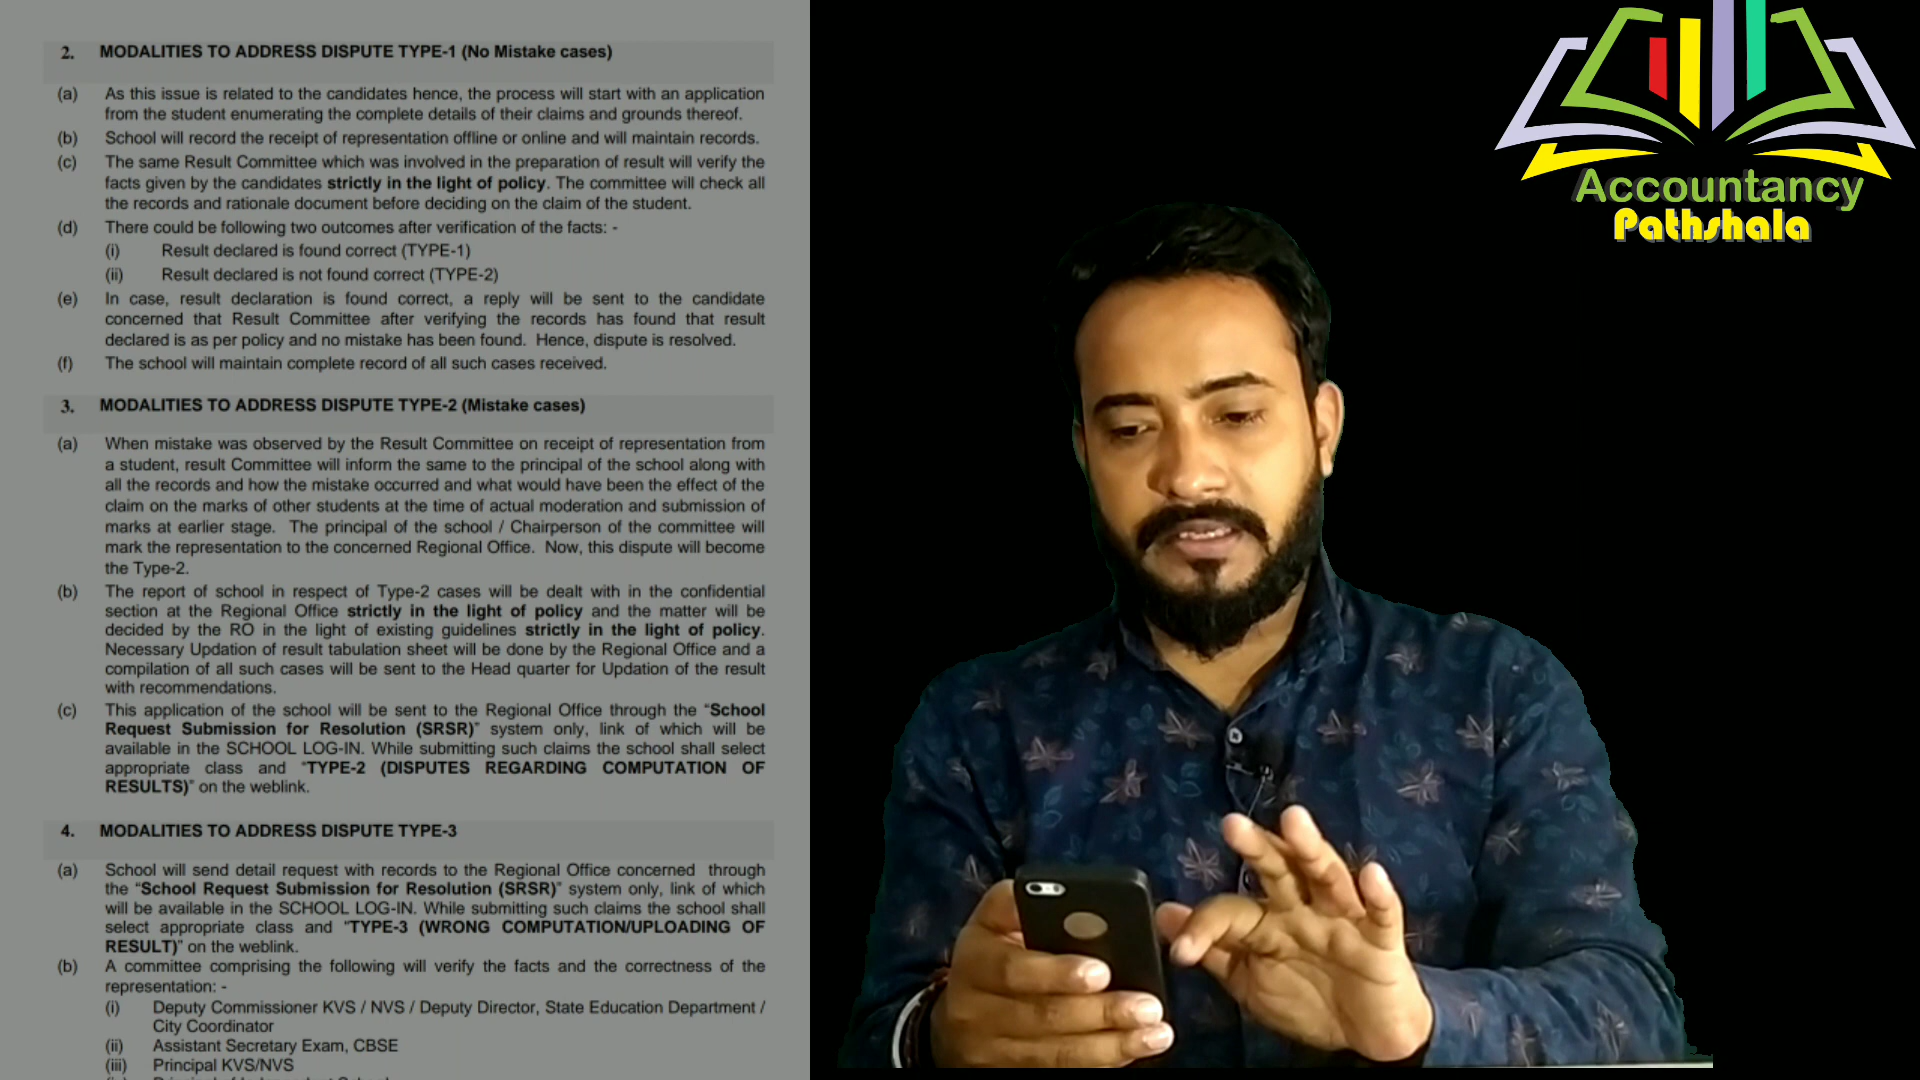 2. MODALITIES TO ADDRESS DISPUTE TYPE-1 (No Mistake cases)
(a) As this issue is related to the candidates hence, the process will start with an application
from the student enumerating the complete details of their claims and grounds thereof.
(b) School will record the receipt of representation offline or online and will maintain records.
(c) The same Result Committee which was involved in the preparation of result will verify the
facts given by the candidates strictly in the light of policy. The committee will check all
the records and rationale document before deciding on the claim of the student.
(d) There could be following two outcomes after verification of the facts: -
(i) Result declared is found correct (TYPE-1)
(ii) Result declared is not found correct (TYPE-2)
(e) In case, result declaration is found correct, a reply will be sent to the candidate
concerned that Result Committee after verifying the records has found that result
declared is as per policy and no mistake has been found. Hence, dispute is resolved.
(f) The school will maintain complete record of all such cases received.
3. MODALITIES TO ADDRESS DISPUTE TYPE-2 (Mistake cases)
(a) When mistake was observed by the Result Committee on receipt of representation from
a student, result Committee will inform the same to the principal of the school along with
all the records and how the mistake occurred and what would have been the effect of the
claim on the marks of other students at the time of actual moderation and submission of
marks at earlier stage. The principal of the school / Chairperson of the committee will
mark the representation to the concerned Regional Office. Now, this dispute will become
the Type-2.
(b) The report of school in respect of Type-2 cases will be dealt with in the confidential
section at the Regional Office strictly in the light of policy and the matter will be
decided by the RO in the light of existing guidelines strictly in the light of policy.
Necessary Updation of result tabulation sheet will be done by the Regional Office and a
compilation of all such cases will be sent to the Head quarter for Updation of the result
with recommendations.
(c) This application of the school will be sent to the Regional Office through the “School
Request Submission for Resolution (SRSR)” system only, link of which will be
available in the SCHOOL LOG-IN. While submitting such claims the school shall select
appropriate class and “TYPE-2 (DISPUTES REGARDING COMPUTATION OF
RESULTS)” on the weblink.
4. MODALITIES TO ADDRESS DISPUTE TYPE-3
(a) School will send detail request with records to the Regional Office concerned through
the “School Request Submission for Resolution (SRSR)” system only, link of which
will be available in the SCHOOL LOG-IN. While submitting such claims the school shall
select appropriate class and “TYPE-3 (WRONG COMPUTATION/UPLOADING OF
RESULT)” on the weblink.
(b) A committee comprising the following will verify the facts and the correctness of the
representation: -
(i) Deputy Commissioner KVS / NVS / Deputy Director, State Education Department /
City Coordinator
(ii) Assistant Secretary Exam, CBSE
(iii) Principal KVS/NVS
Accountancy
Pathshala